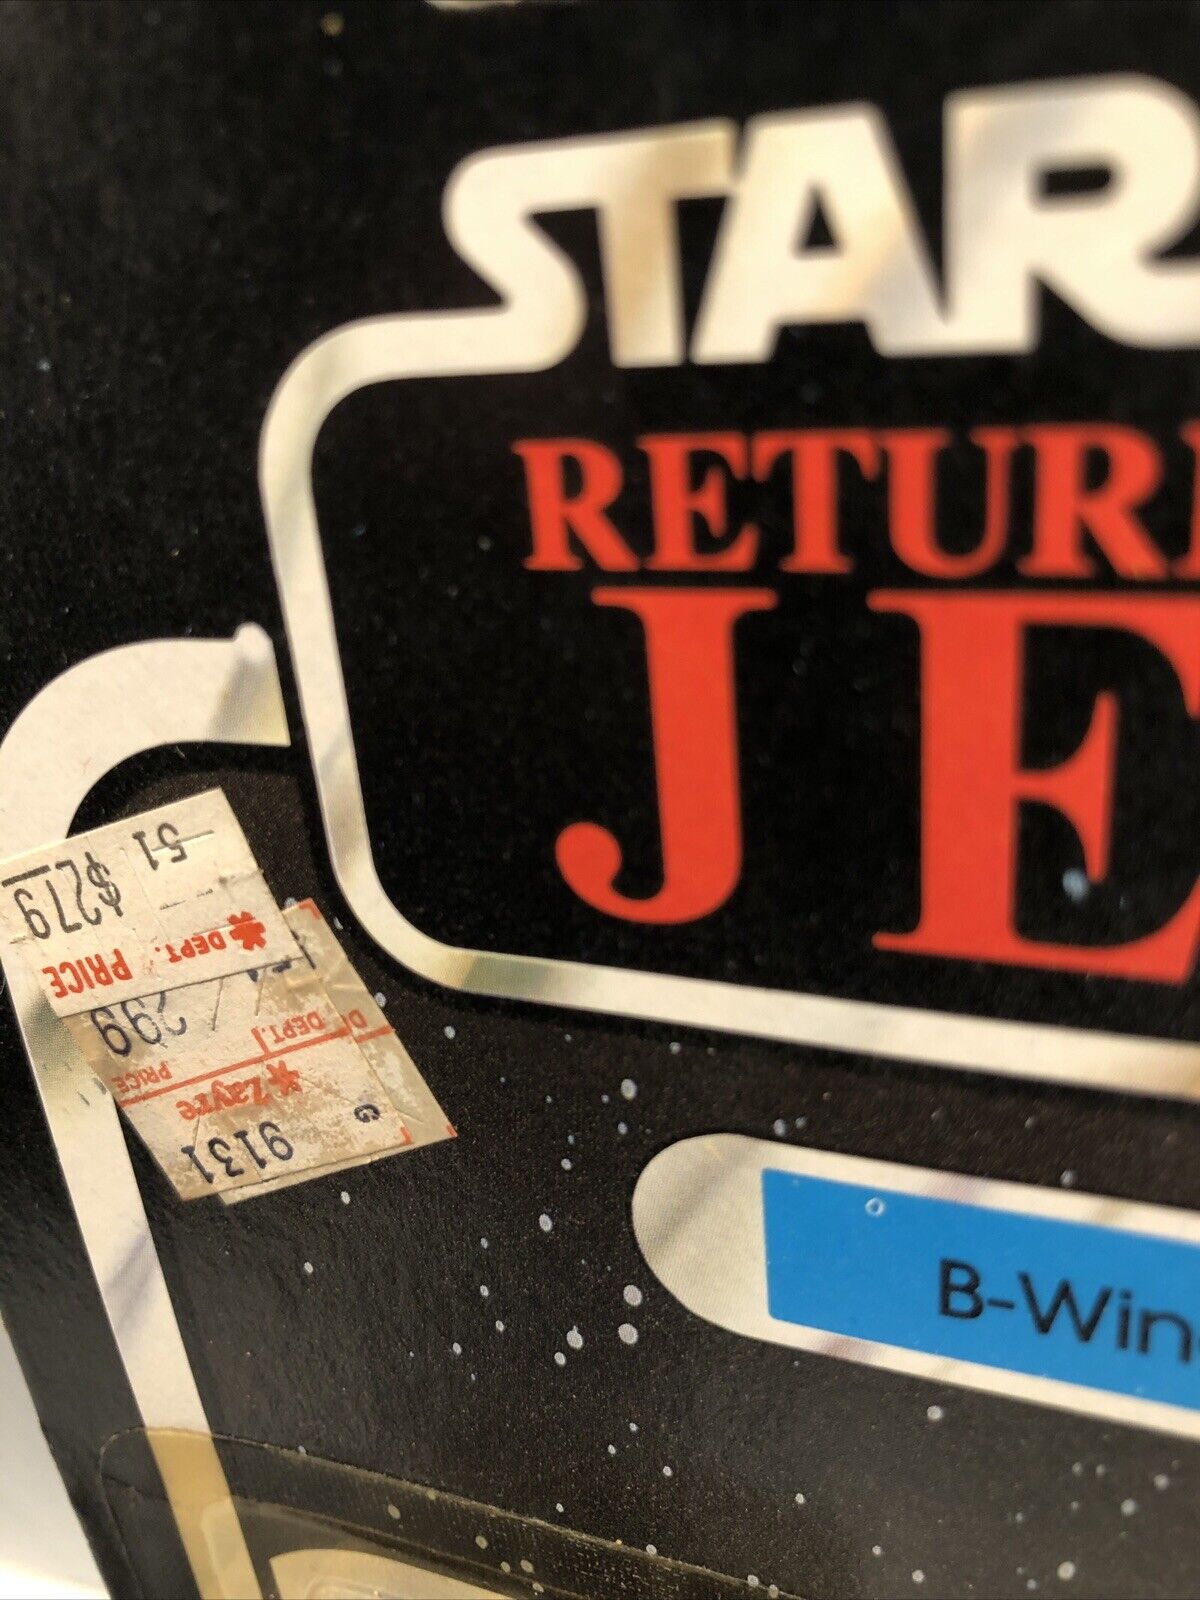 STAR
RETUR
JE
B-Win
9131
G
* Zayre
PRICE
DEPT.
299
PRICE
* DEPT.
$279
51